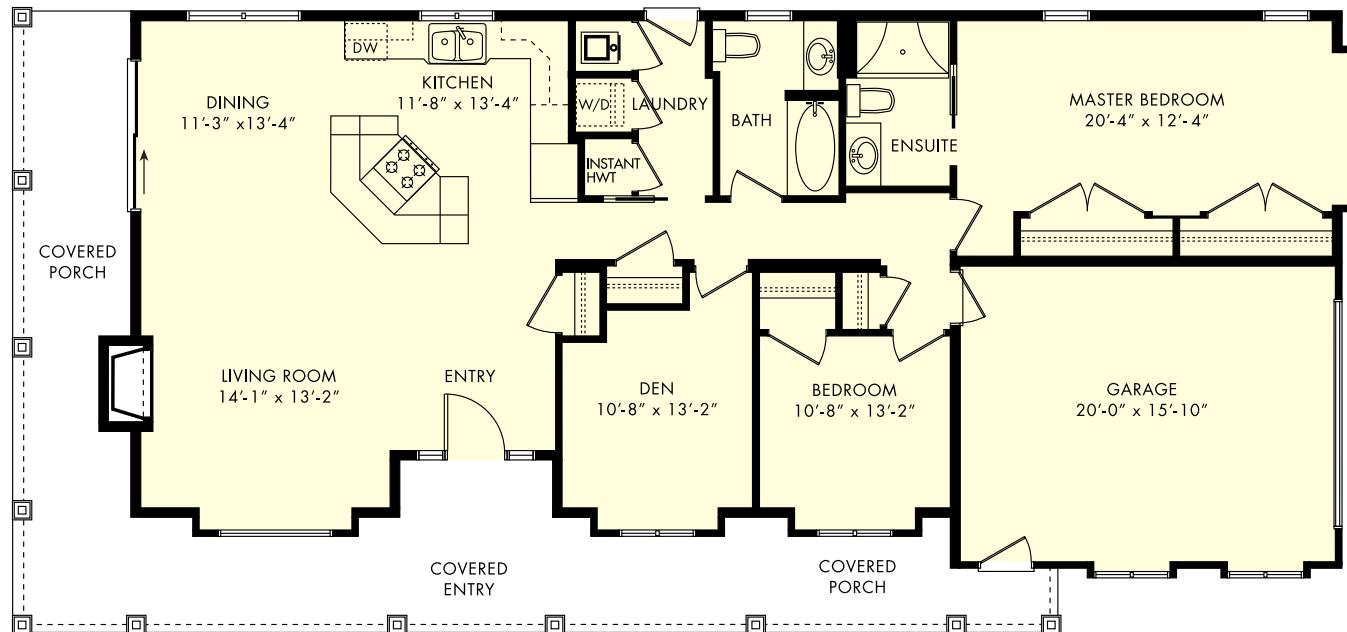 DW
KITCHEN
11'-8" x 13'-4"
DINING
11'-3" x13'-4"
W/D
LAUNDRY
BATH
INSTANT
HWT
ENSUITE
MASTER BEDROOM
20'-4" x 12'-4"
COVERED
PORCH
LIVING ROOM
14'-1" x 13'-2"
ENTRY
DEN
10'-8" x 13'-2"
BEDROOM
10'-8" x 13'-2"
GARAGE
20'-0" x 15'-10"
COVERED
ENTRY
COVERED
PORCH